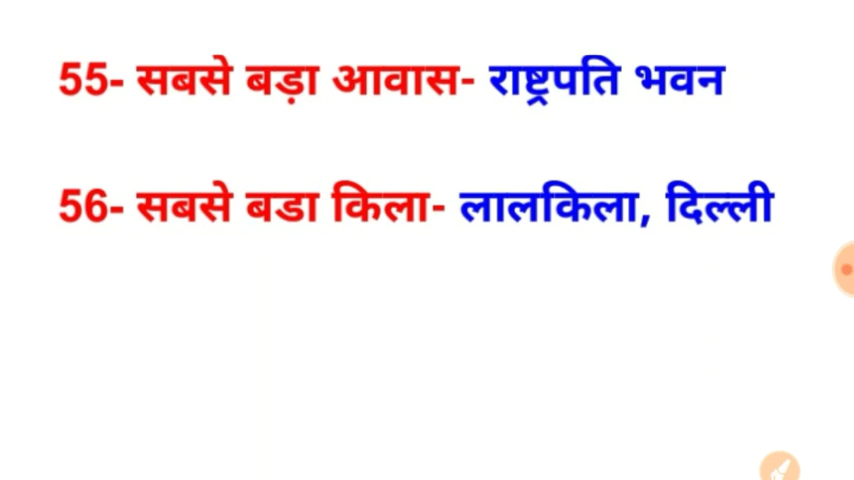 55- सबसे बड़ा आवास- राष्ट्रपति भवन
56- सबसे बडा किला- लालकिला, दिल्ली